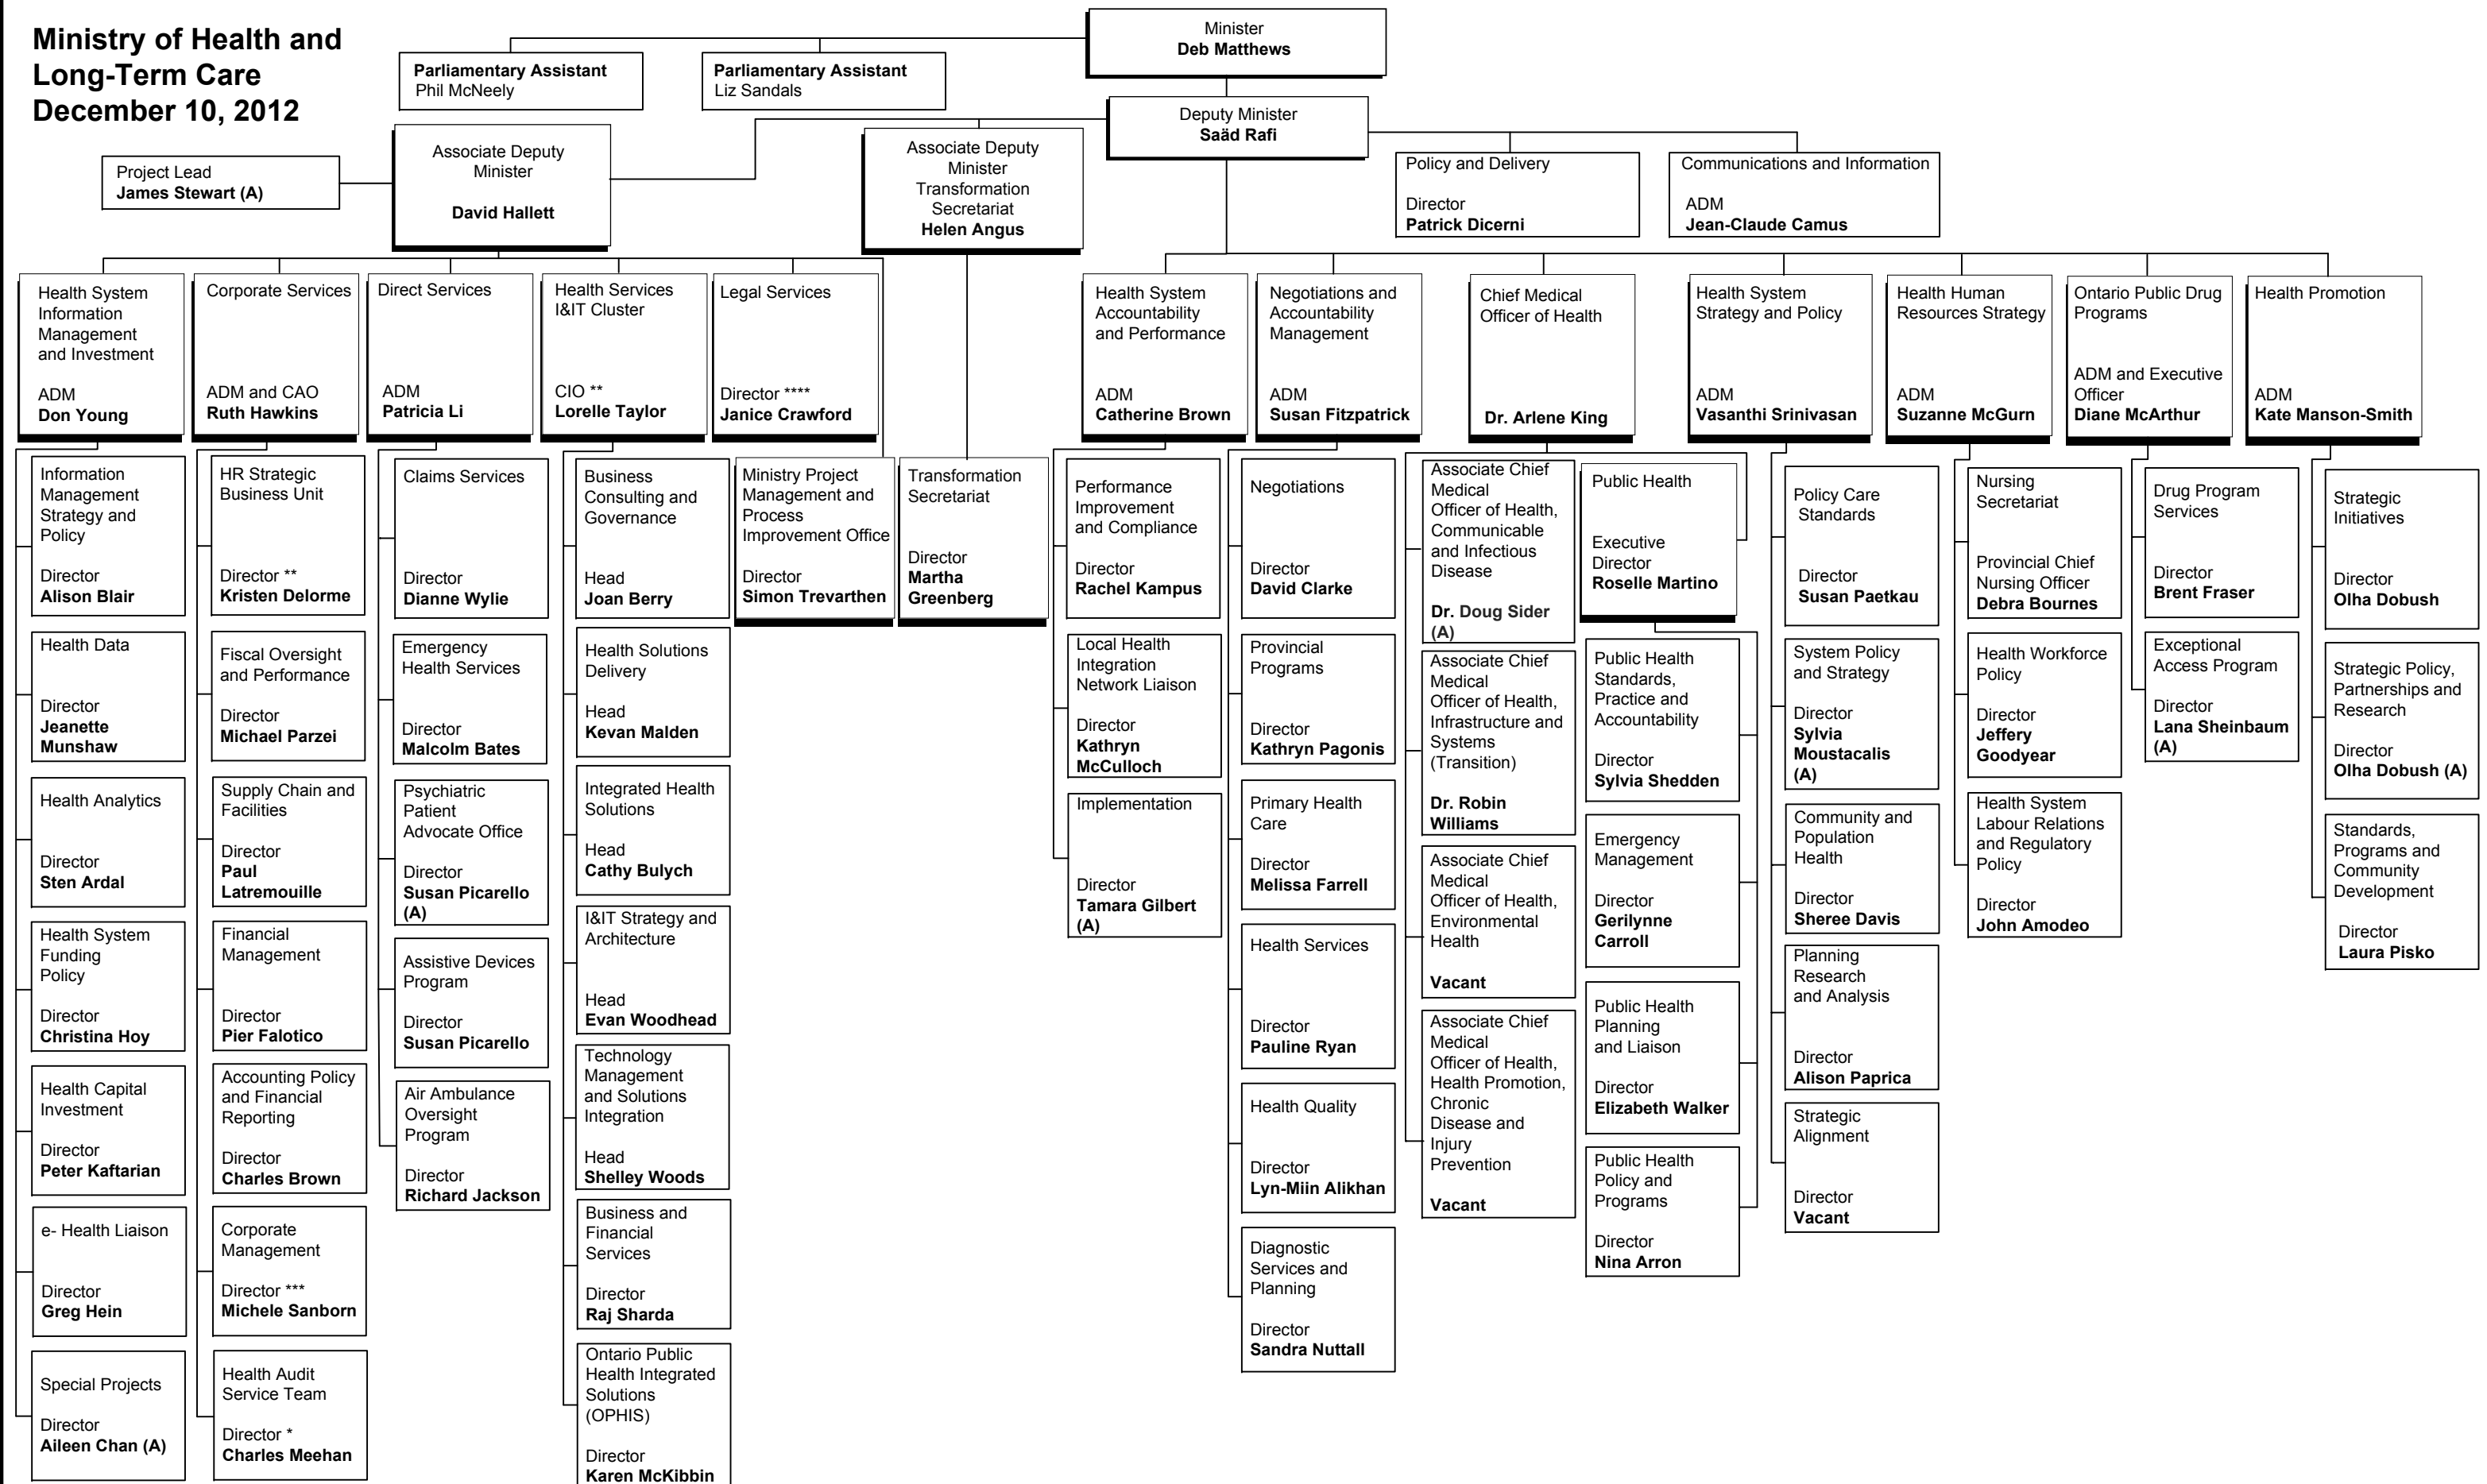 Ministry of Health and
Long-Term Care
December 10, 2012
Minister
Deb Matthews
Parliamentary Assistant
Phil McNeely
Parliamentary Assistant
Liz Sandals
Deputy Minister
Saäd Rafi
Project Lead
James Stewart (A)
Associate Deputy
Minister
David Hallett
Associate Deputy
Minister
Transformation
Secretariat
Helen Angus
Policy and Delivery
Director
Patrick Dicerni
Communications and Information
ADM
Jean-Claude Camus
Health System
Information
Management
and Investment
ADM
Don Young
Corporate Services
ADM and CAO
Ruth Hawkins
Direct Services
ADM
Patricia Li
Health Services
I&IT Cluster
CIO **
Lorelle Taylor
Legal Services
Director ****
Janice Crawford
Health System
Accountability
and Performance
ADM
Catherine Brown
Negotiations and
Accountability
Management
ADM
Susan Fitzpatrick
Chief Medical
Officer of Health
Dr. Arlene King
Health System
Strategy and Policy
ADM
Vasanthi Srinivasan
Health Human
Resources Strategy
ADM
Suzanne McGurn
Ontario Public Drug
Programs
ADM and Executive
Officer
Diane McArthur
Health Promotion
ADM
Kate Manson-Smith
Information
Management
Strategy and
Policy
Director
Alison Blair
Health Data
Director
Jeanette
Munshaw
Health Analytics
Director
Sten Ardal
Health System
Funding
Policy
Director
Christina Hoy
Health Capital
Investment
Director
Peter Kaftarian
e- Health Liaison
Director
Greg Hein
Special Projects
Director
Aileen Chan (A)
HR Strategic
Business Unit
Director **
Kristen Delorme
Fiscal Oversight
and Performance
Director
Michael Parzei
Supply Chain and
Facilities
Director
Paul
Latremouille
Financial
Management
Director
Pier Falotico
Accounting Policy
and Financial
Reporting
Director
Charles Brown
Corporate
Management
Director ***
Michele Sanborn
Health Audit
Service Team
Director *
Charles Meehan
Claims Services
Director
Dianne Wylie
Emergency
Health Services
Director
Malcolm Bates
Psychiatric
Patient
Advocate Office
Director
Susan Picarello
(A)
Assistive Devices
Program
Director
Susan Picarello
Air Ambulance
Oversight
Program
Director
Richard Jackson
Business
Consulting and
Governance
Head
Joan Berry
Health Solutions
Delivery
Head
Kevan Malden
Integrated Health
Solutions
Head
Cathy Bulych
I&IT Strategy and
Architecture
Head
Evan Woodhead
Technology
Management
and Solutions
Integration
Head
Shelley Woods
Business and
Financial
Services
Director
Raj Sharda
Ontario Public
Health Integrated
Solutions
(OPHIS)
Director
Karen McKibbin
Ministry Project
Management and
Process
Improvement Office
Director
Simon Trevarthen
Transformation
Secretariat
Director
Martha
Greenberg
Performance
Improvement
and Compliance
Director
Rachel Kampus
Local Health
Integration
Network Liaison
Director
Kathryn
McCulloch
Implementation
Director
Tamara Gilbert
(A)
Negotiations
Director
David Clarke
Provincial
Programs
Director
Kathryn Pagonis
Primary Health
Care
Director
Melissa Farrell
Health Services
Director
Pauline Ryan
Health Quality
Director
Lyn-Miin Alikhan
Diagnostic
Services and
Planning
Director
Sandra Nuttall
Associate Chief
Medical
Officer of Health,
Communicable
and Infectious
Disease
Dr. Doug Sider
(A)
Associate Chief
Medical
Officer of Health,
Infrastructure and
Systems
(Transition)
Dr. Robin
Williams
Associate Chief
Medical
Officer of Health,
Environmental
Health
Vacant
Associate Chief
Medical
Officer of Health,
Health Promotion,
Chronic
Disease and
Injury
Prevention
Vacant
Public Health
Executive
Director
Roselle Martino
Public Health
Standards,
Practice and
Accountability
Director
Sylvia Shedden
Emergency
Management
Director
Gerilynne
Carroll
Public Health
Planning
and Liaison
Director
Elizabeth Walker
Public Health
Policy and
Programs
Director
Nina Arron
Policy Care
Standards
Director
Susan Paetkau
System Policy
and Strategy
Director
Sylvia
Moustacalis
(A)
Community and
Population
Health
Director
Sheree Davis
Planning
Research
and Analysis
Director
Alison Paprica
Strategic
Alignment
Director
Vacant
Nursing
Secretariat
Provincial Chief
Nursing Officer
Debra Bournes
Health Workforce
Policy
Director
Jeffery
Goodyear
Health System
Labour Relations
and Regulatory
Policy
Director
John Amodeo
Drug Program
Services
Director
Brent Fraser
Exceptional
Access Program
Director
Lana Sheinbaum
(A)
Strategic
Initiatives
Director
Olha Dobush
Strategic Policy,
Partnerships and
Research
Director
Olha Dobush (A)
Standards,
Programs and
Community
Development
Director
Laura Pisko